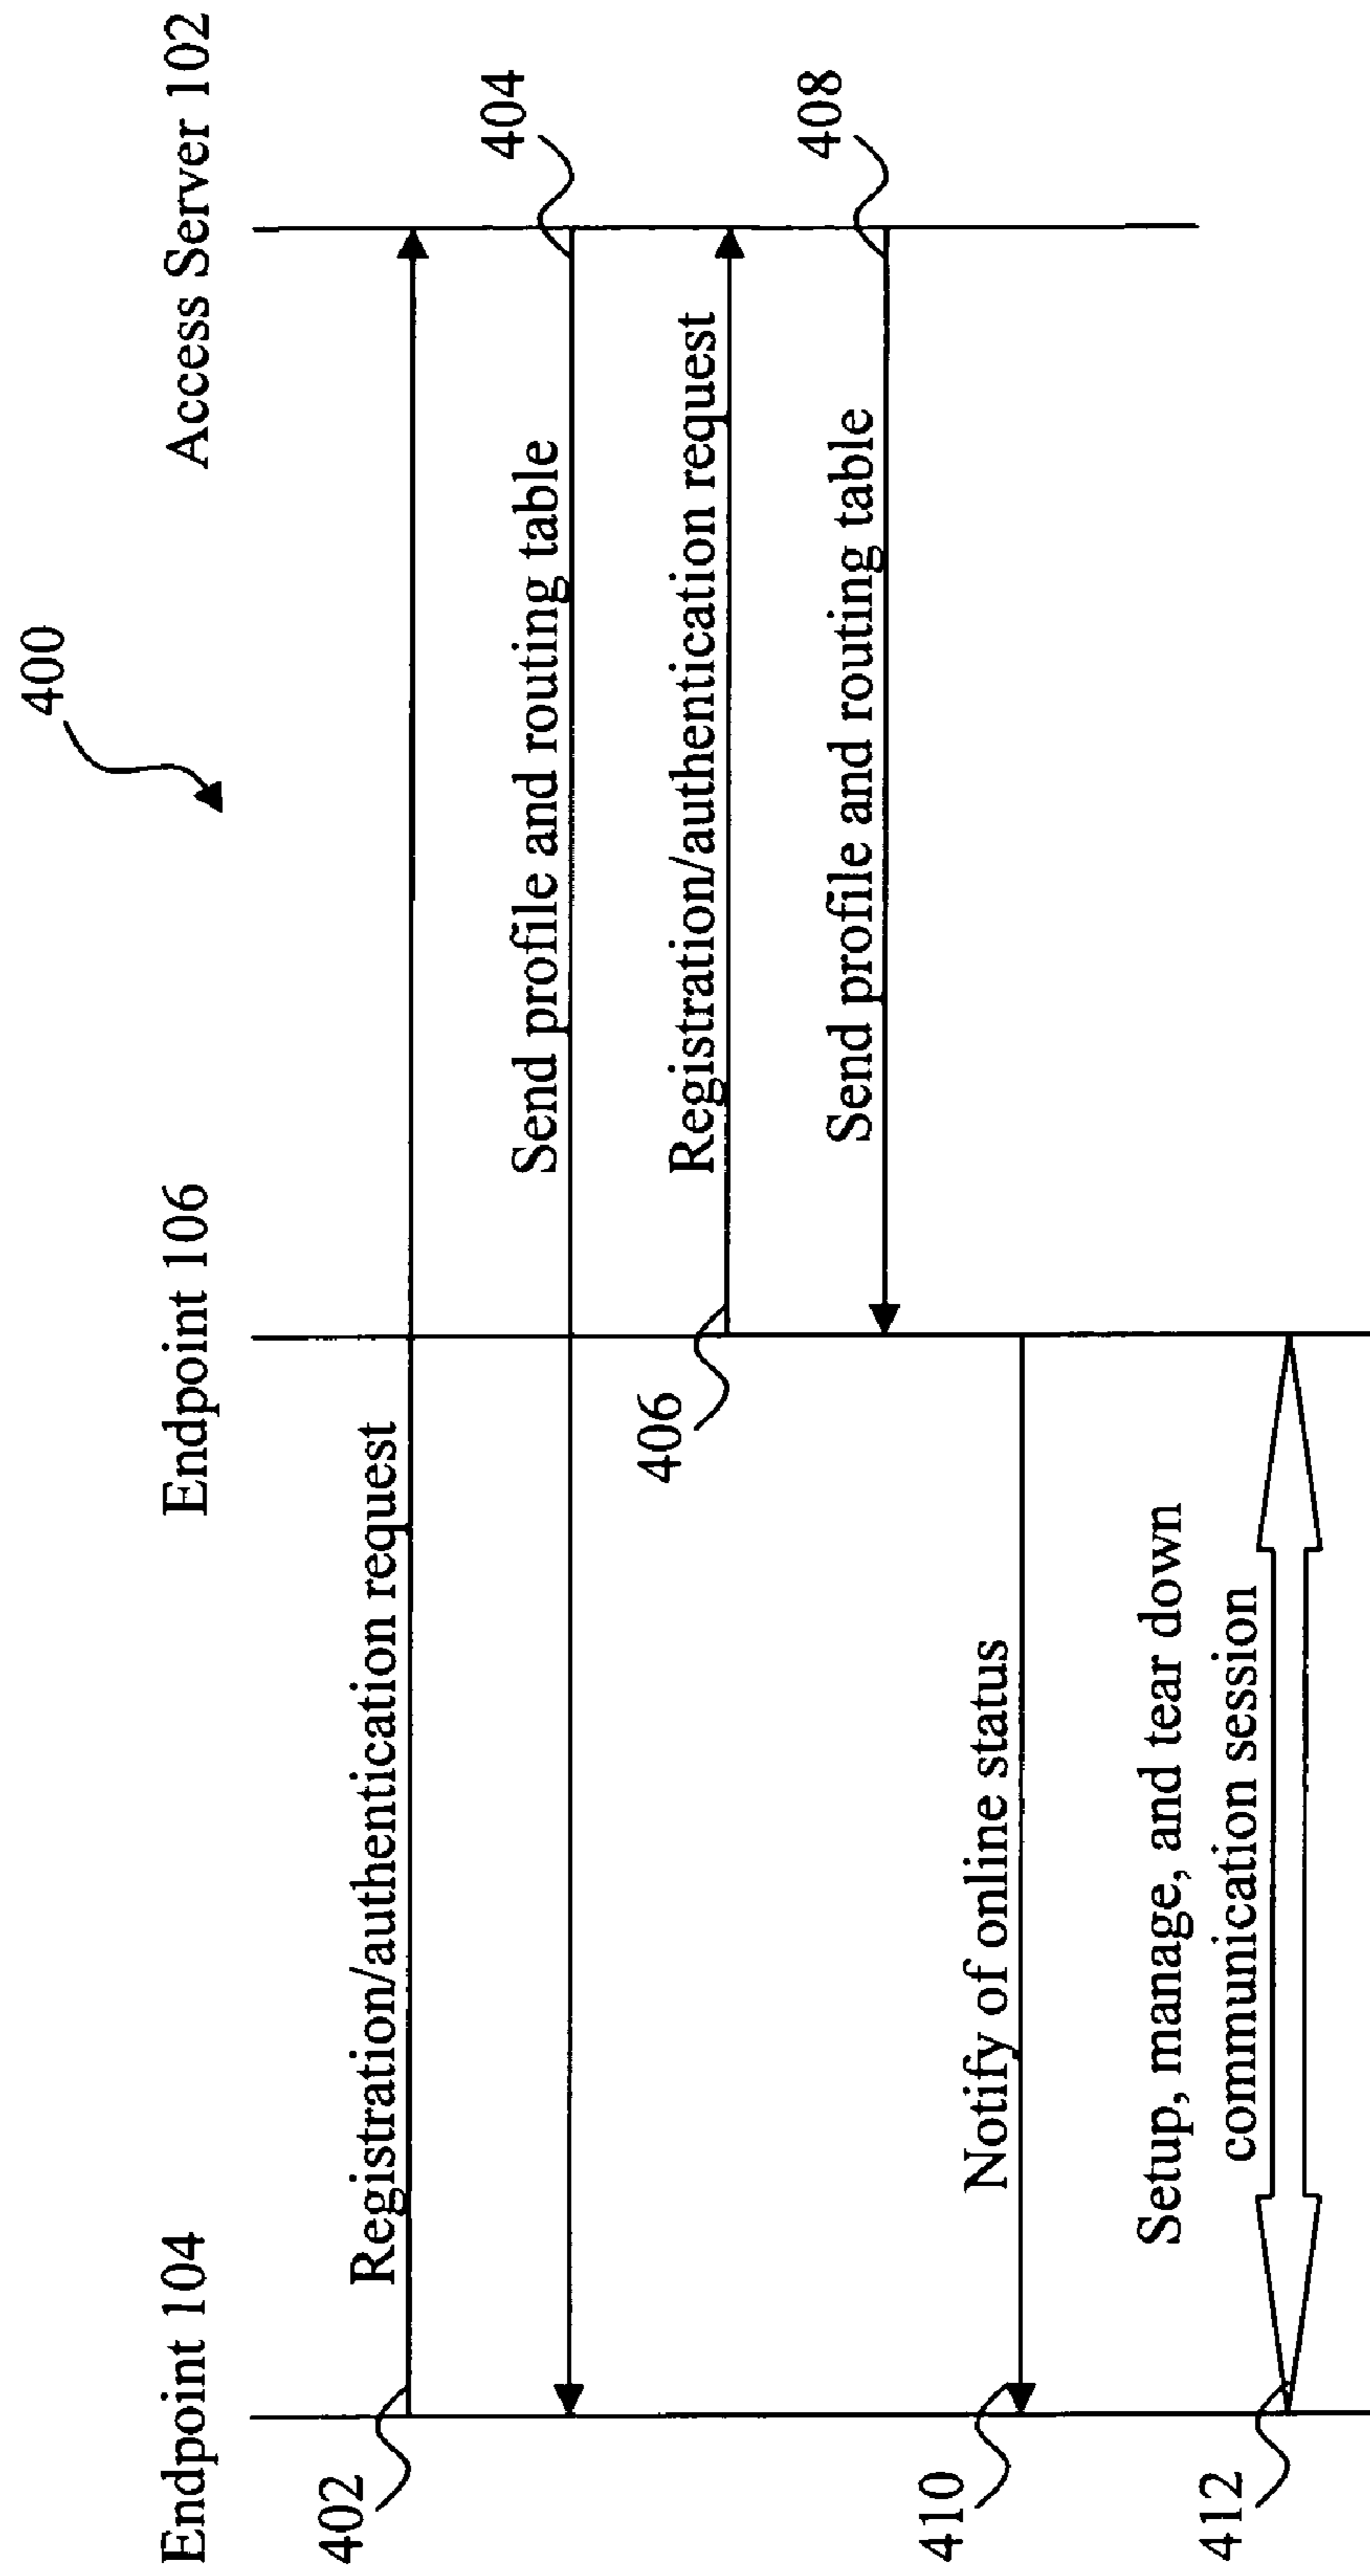 400
Endpoint 104
Endpoint 106
Access Server 102
402
Registration/authentication request
404
Send profile and routing table
406
Registration/authentication request
408
Send profile and routing table
410
Notify of online status
412
Setup, manage, and tear down
communication session